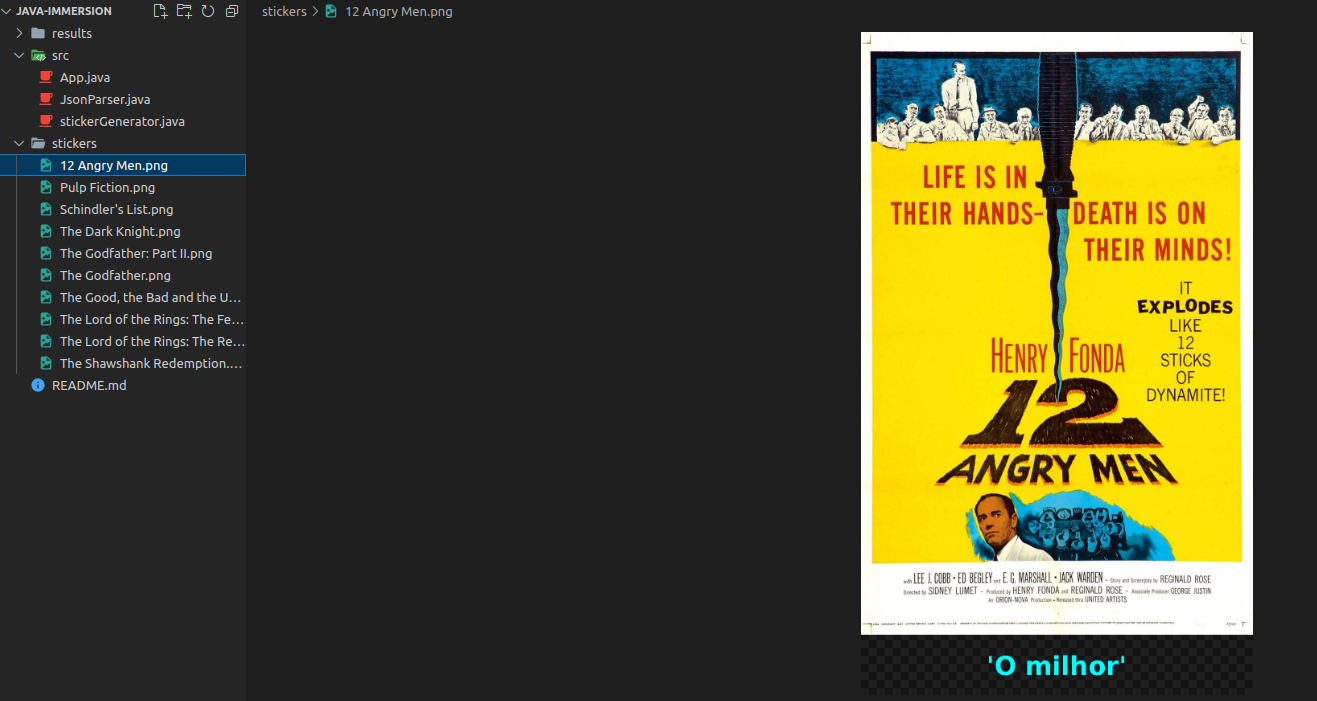 JAVA-IMMERSION
results
src
App.java
JsonParser.java
stickerGenerator.java
stickers
12 Angry Men.png
Pulp Fiction.png
Schindler's List.png
The Dark Knight.png
The Godfather: Part II.png
The Godfather.png
The Good, the Bad and the U...
The Lord of the Rings: The Fe...
The Lord of the Rings: The Re...
The Shawshank Redemption....
README.md
stickers > 12 Angry Men.png
LIFE IS IN
THEIR HANDS- DEATH IS ON
THEIR MINDS!
IT
EXPLODES
LIKE
12
STICKS
OF
DYNAMITE!
HENRY FONDA
12
ANGRY MEN
with LEE J. COBB • ED BEGLEY and E. G. MARSHALL • JACK WARDEN • Story and Screenplay by REGINALD ROSE
Directed by SIDNEY LUMET • Produced by HENRY FONDA and REGINALD ROSE • Associate Producer GEORGE JUSTIN
An ORION-NOVA Production • Released thru UNITED ARTISTS
'O milhor'